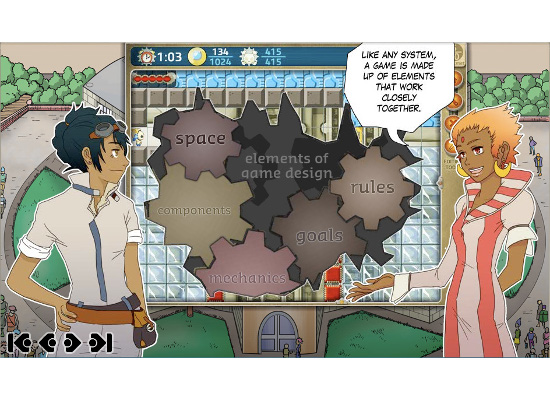 1:03
134
1024
415
415
LIKE ANY SYSTEM,
A GAME IS MADE
UP OF ELEMENTS
THAT WORK
CLOSELY
TOGETHER.
space
elements of
game design
rules
components
goals
mechanics